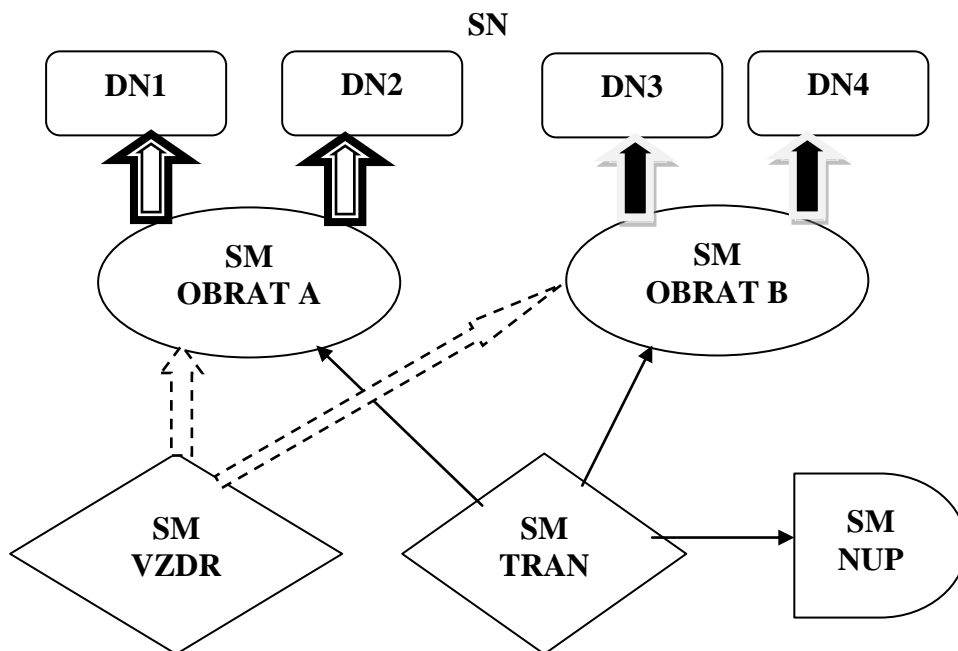 SN
DN1
DN2
DN3
DN4
SM
OBRAT A
SM
OBRAT B
SM
VZDR
SM
TRAN
SM
NUP